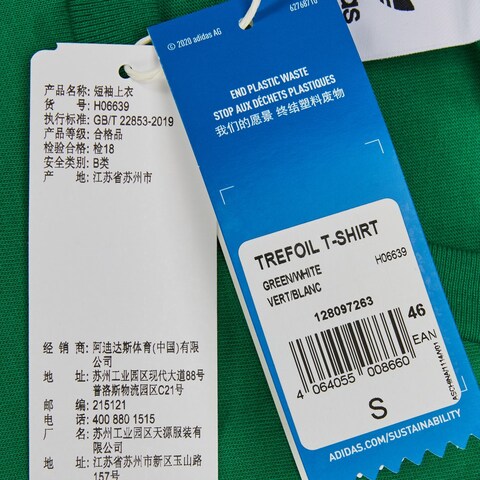 产品名称: 短袖上衣
货 号: H06639
执行标准: GB/T 22853-2019
产品等级: 合格品
检验合格: 检18
安全类别: B类
产 地: 江苏省苏州市
经 销 商: 阿迪达斯体育(中国)有限
公司
地 址: 苏州工业园区现代大道88号
普洛斯物流园区C21号
邮 编: 215121
电 话: 400 880 1515
厂 名: 苏州工业园区天源服装有
限公司
地 址: 江苏省苏州市新区玉山路
157号
© 2020 adidas AG
62768710
END PLASTIC WASTE
STOP AUX DÉCHETS PLASTIQUES
我们的愿景 终结塑料废物
TREFOIL T-SHIRT
GREEN/WHITE
H06639
VERT/BLANC
128097263
46
EAN
4 064055 008660
S
ADIDAS.COM/SUSTAINABILITY
adidas